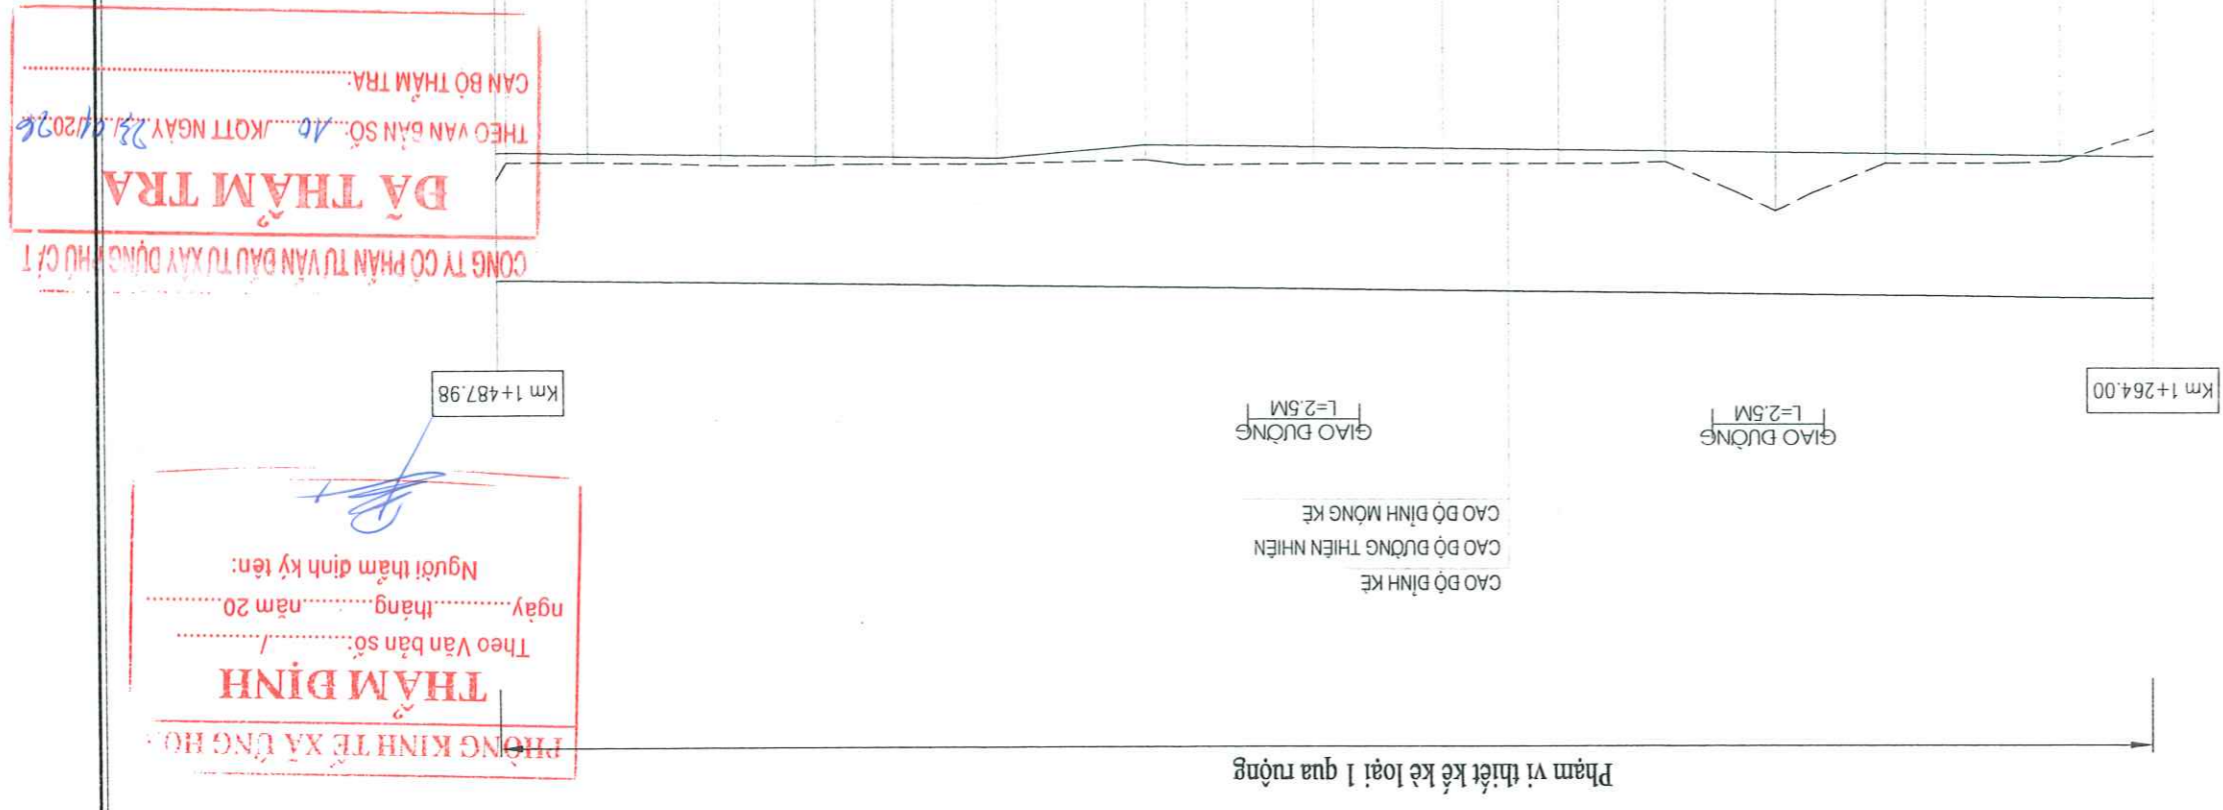 Phạm vi thiết kế kè loại 1 qua ruộng
PHÒNG KINH TẾ XÃ ỨNG HO
THẨM ĐỊNH
Theo Văn bản số:............/............
ngày............tháng............năm 20............
Người thẩm định ký tên:
CAO ĐỘ ĐỈNH KÈ
CAO ĐỘ ĐƯỜNG THIÊN NHIÊN
CAO ĐỘ ĐỈNH MÓNG KÈ
GIAO ĐƯỜNG
L=2.5M
GIAO ĐƯỜNG
L=2.5M
Km 1+264.00
Km 1+487.98
CÔNG TY CỔ PHẦN TƯ VẤN ĐẦU TƯ XÂY DỰNG PHÚ CÁT
ĐÃ THẨM TRA
THEO VĂN BẢN SỐ: 10 /KQTT NGÀY 23/01/2026
CÁN BỘ THẨM TRA: